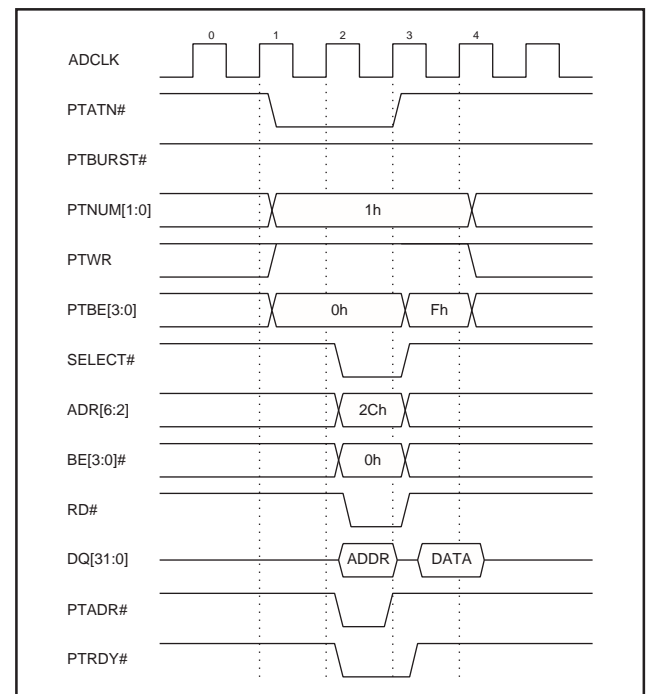 0 1 2 3 4
ADCLK
PTATN#
PTBURST#
PTNUM[1:0] 1h
PTWR
PTBE[3:0] 0h Fh
SELECT#
ADR[6:2] 2Ch
BE[3:0]# 0h
RD#
DQ[31:0] ADDR DATA
PTADR#
PTRDY#